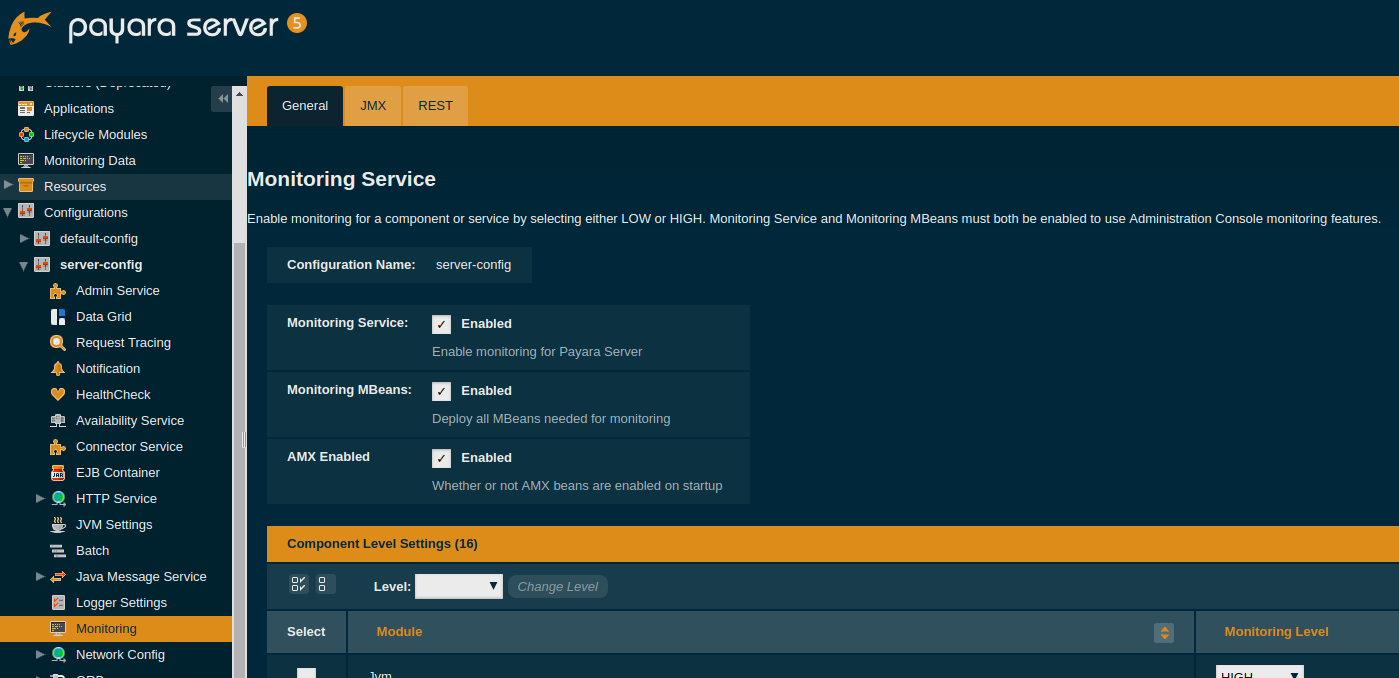 payara server 5
Clusters (Deprecated)
Applications
Lifecycle Modules
Monitoring Data
Resources
Configurations
default-config
server-config
Admin Service
Data Grid
Request Tracing
Notification
HealthCheck
Availability Service
Connector Service
EJB Container
HTTP Service
JVM Settings
Batch
Java Message Service
Logger Settings
Monitoring
Network Config
ORB
General JMX REST
Monitoring Service
Enable monitoring for a component or service by selecting either LOW or HIGH. Monitoring Service and Monitoring MBeans must both be enabled to use Administration Console monitoring features.
Configuration Name: server-config
Monitoring Service: ✓ Enabled
Enable monitoring for Payara Server
Monitoring MBeans: ✓ Enabled
Deploy all MBeans needed for monitoring
AMX Enabled ✓ Enabled
Whether or not AMX beans are enabled on startup
Component Level Settings (16)
Level: Change Level
Select Module Monitoring Level
Jvm HIGH